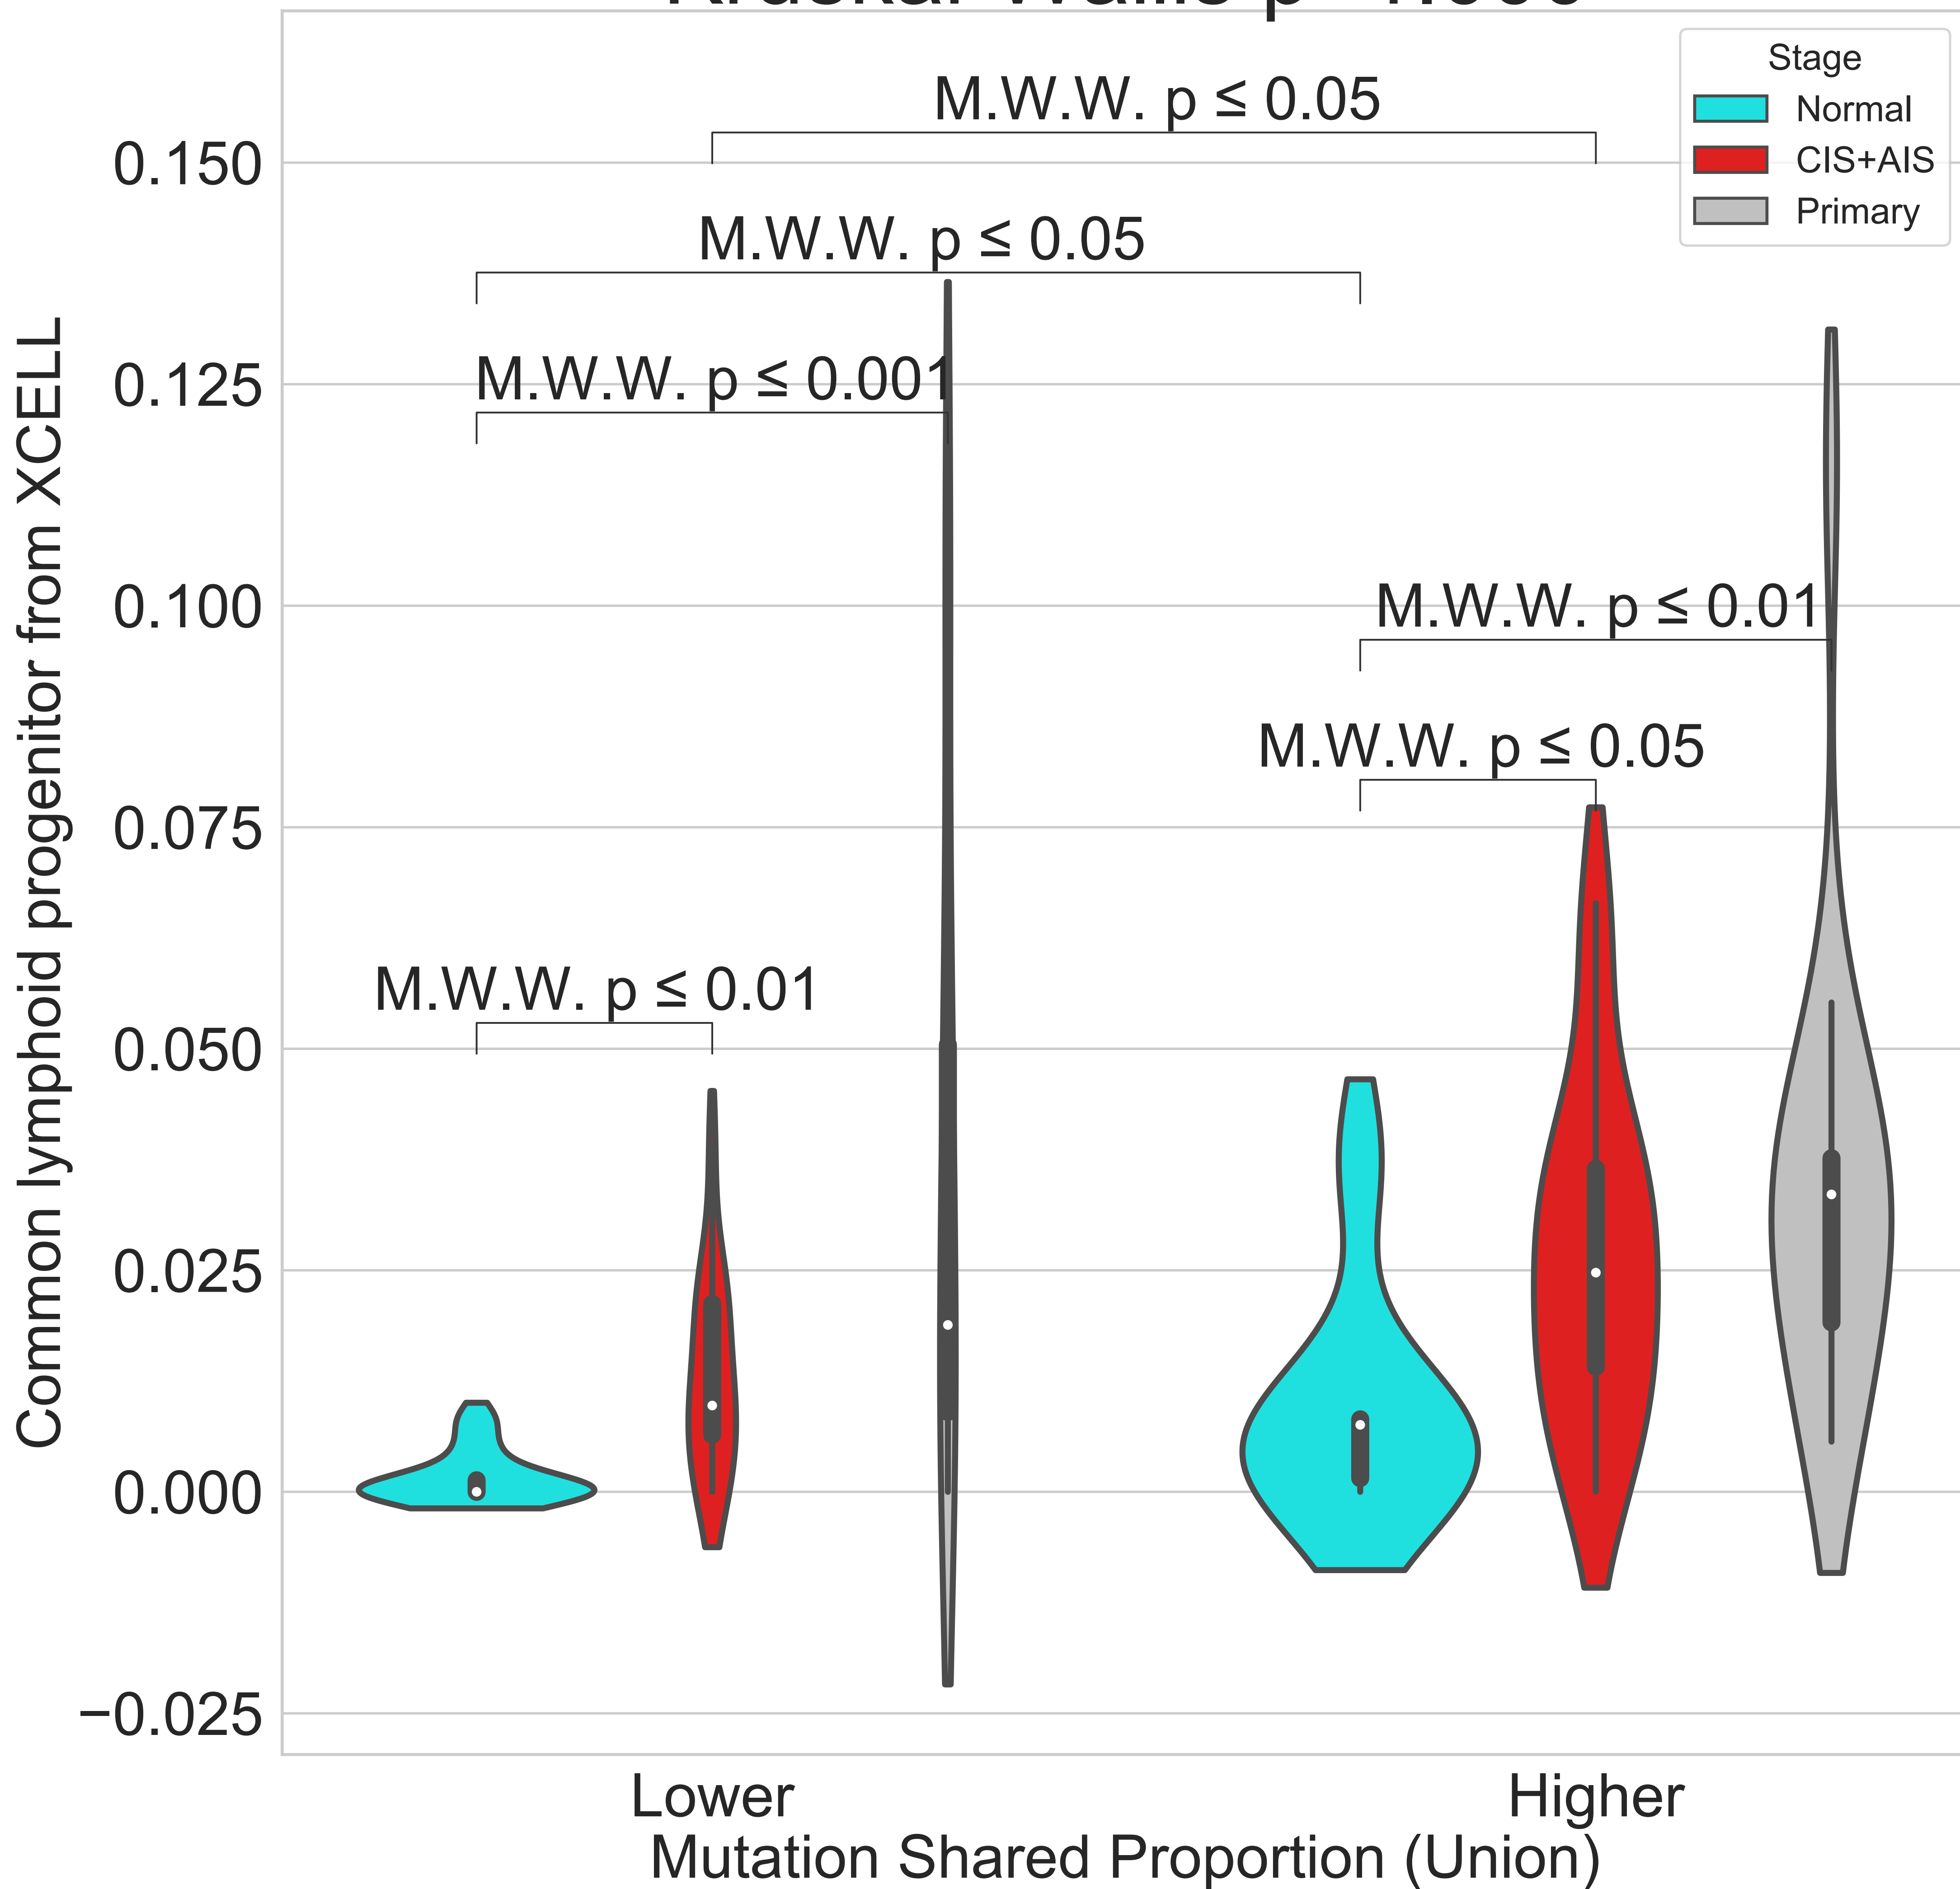 Stage
Normal
CIS+AIS
Primary
M.W.W. p ≤ 0.05
M.W.W. p ≤ 0.05
M.W.W. p ≤ 0.001
M.W.W. p ≤ 0.01
M.W.W. p ≤ 0.05
M.W.W. p ≤ 0.01
0.150
0.125
0.100
0.075
0.050
0.025
0.000
−0.025
Common lymphoid progenitor from XCELL
Lower
Higher
Mutation Shared Proportion (Union)